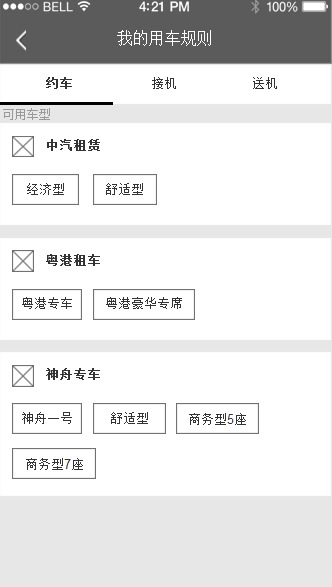 BELL 4:21 PM 100%
我的用车规则
约车 接机 送机
可用车型
中汽租赁
经济型 舒适型
粤港租车
粤港专车 粤港豪华专席
神舟专车
神舟一号 舒适型 商务型5座
商务型7座